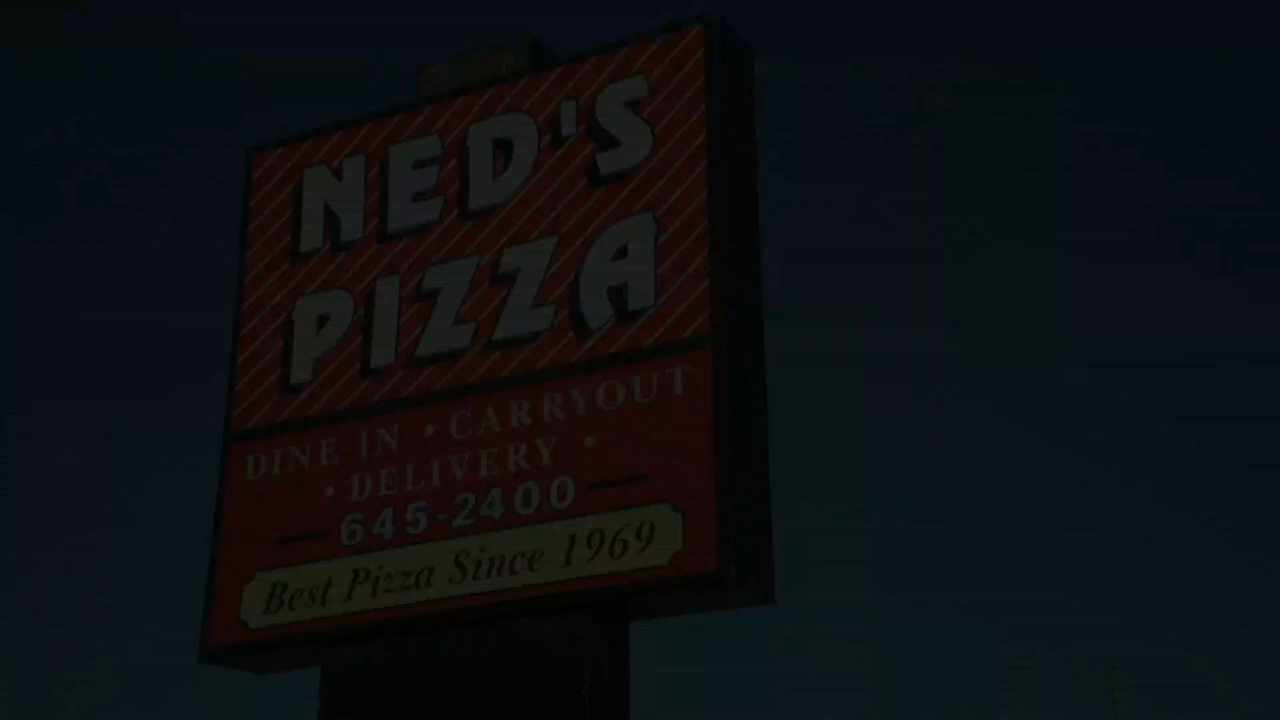 NED'S
PIZZA
DINE IN • CARRYOUT
• DELIVERY •
645-2400
Best Pizza Since 1969